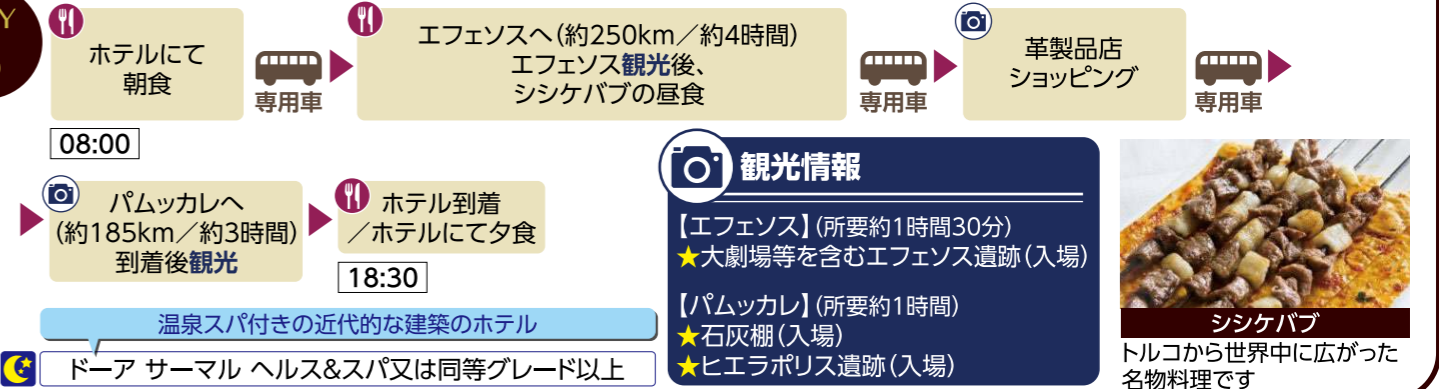 Y
ホテルにて
朝食
専用車
エフェソスへ(約250km/約4時間)
エフェソス観光後、
シシケバブの昼食
専用車
革製品店
ショッピング
専用車
08:00
パムッカレへ
(約185km/約3時間)
到着後観光
ホテル到着
/ホテルにて夕食
18:30
温泉スパ付きの近代的な建築のホテル
ドーア サーマル ヘルス&スパ又は同等グレード以上
観光情報
【エフェソス】(所要約1時間30分)
★大劇場等を含むエフェソス遺跡(入場)
【パムッカレ】(所要約1時間)
★石灰棚(入場)
★ヒエラポリス遺跡(入場)
シシケバブ
トルコから世界中に広がった
名物料理です